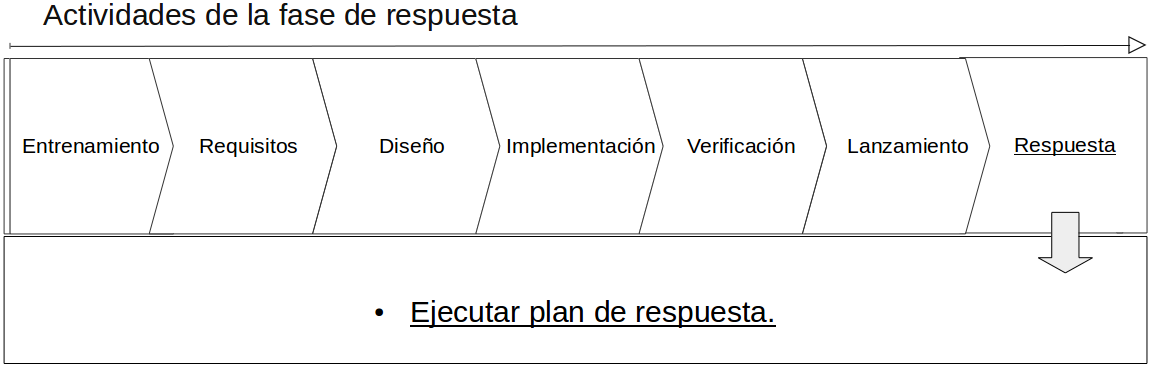 Actividades de la fase de respuesta
Entrenamiento
Requisitos
Diseño
Implementación
Verificación
Lanzamiento
Respuesta
• Ejecutar plan de respuesta.